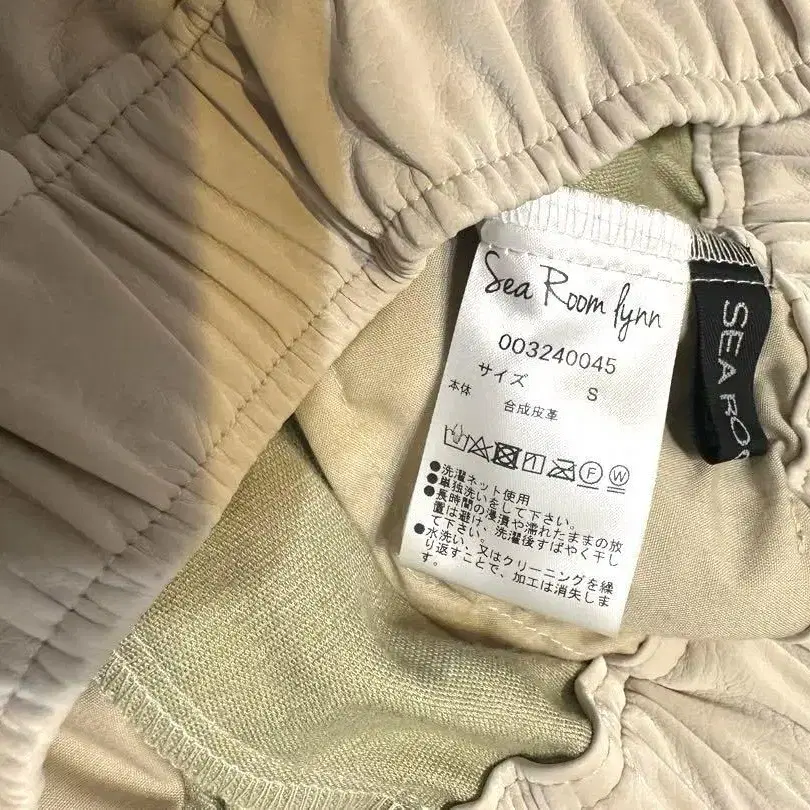 Sea Room lynn
003240045
サイズ S
本体 合成皮革
Ⓕ Ⓦ
●洗濯ネット使用
●単独洗いをして下さい。
●長時間の浸漬や濡れたままの放
置は避け、洗濯後すばやく干し
て下さい。
●水洗い、又はクリーニングを繰
り返すことで、加工は消失しま
す。
SEA ROO